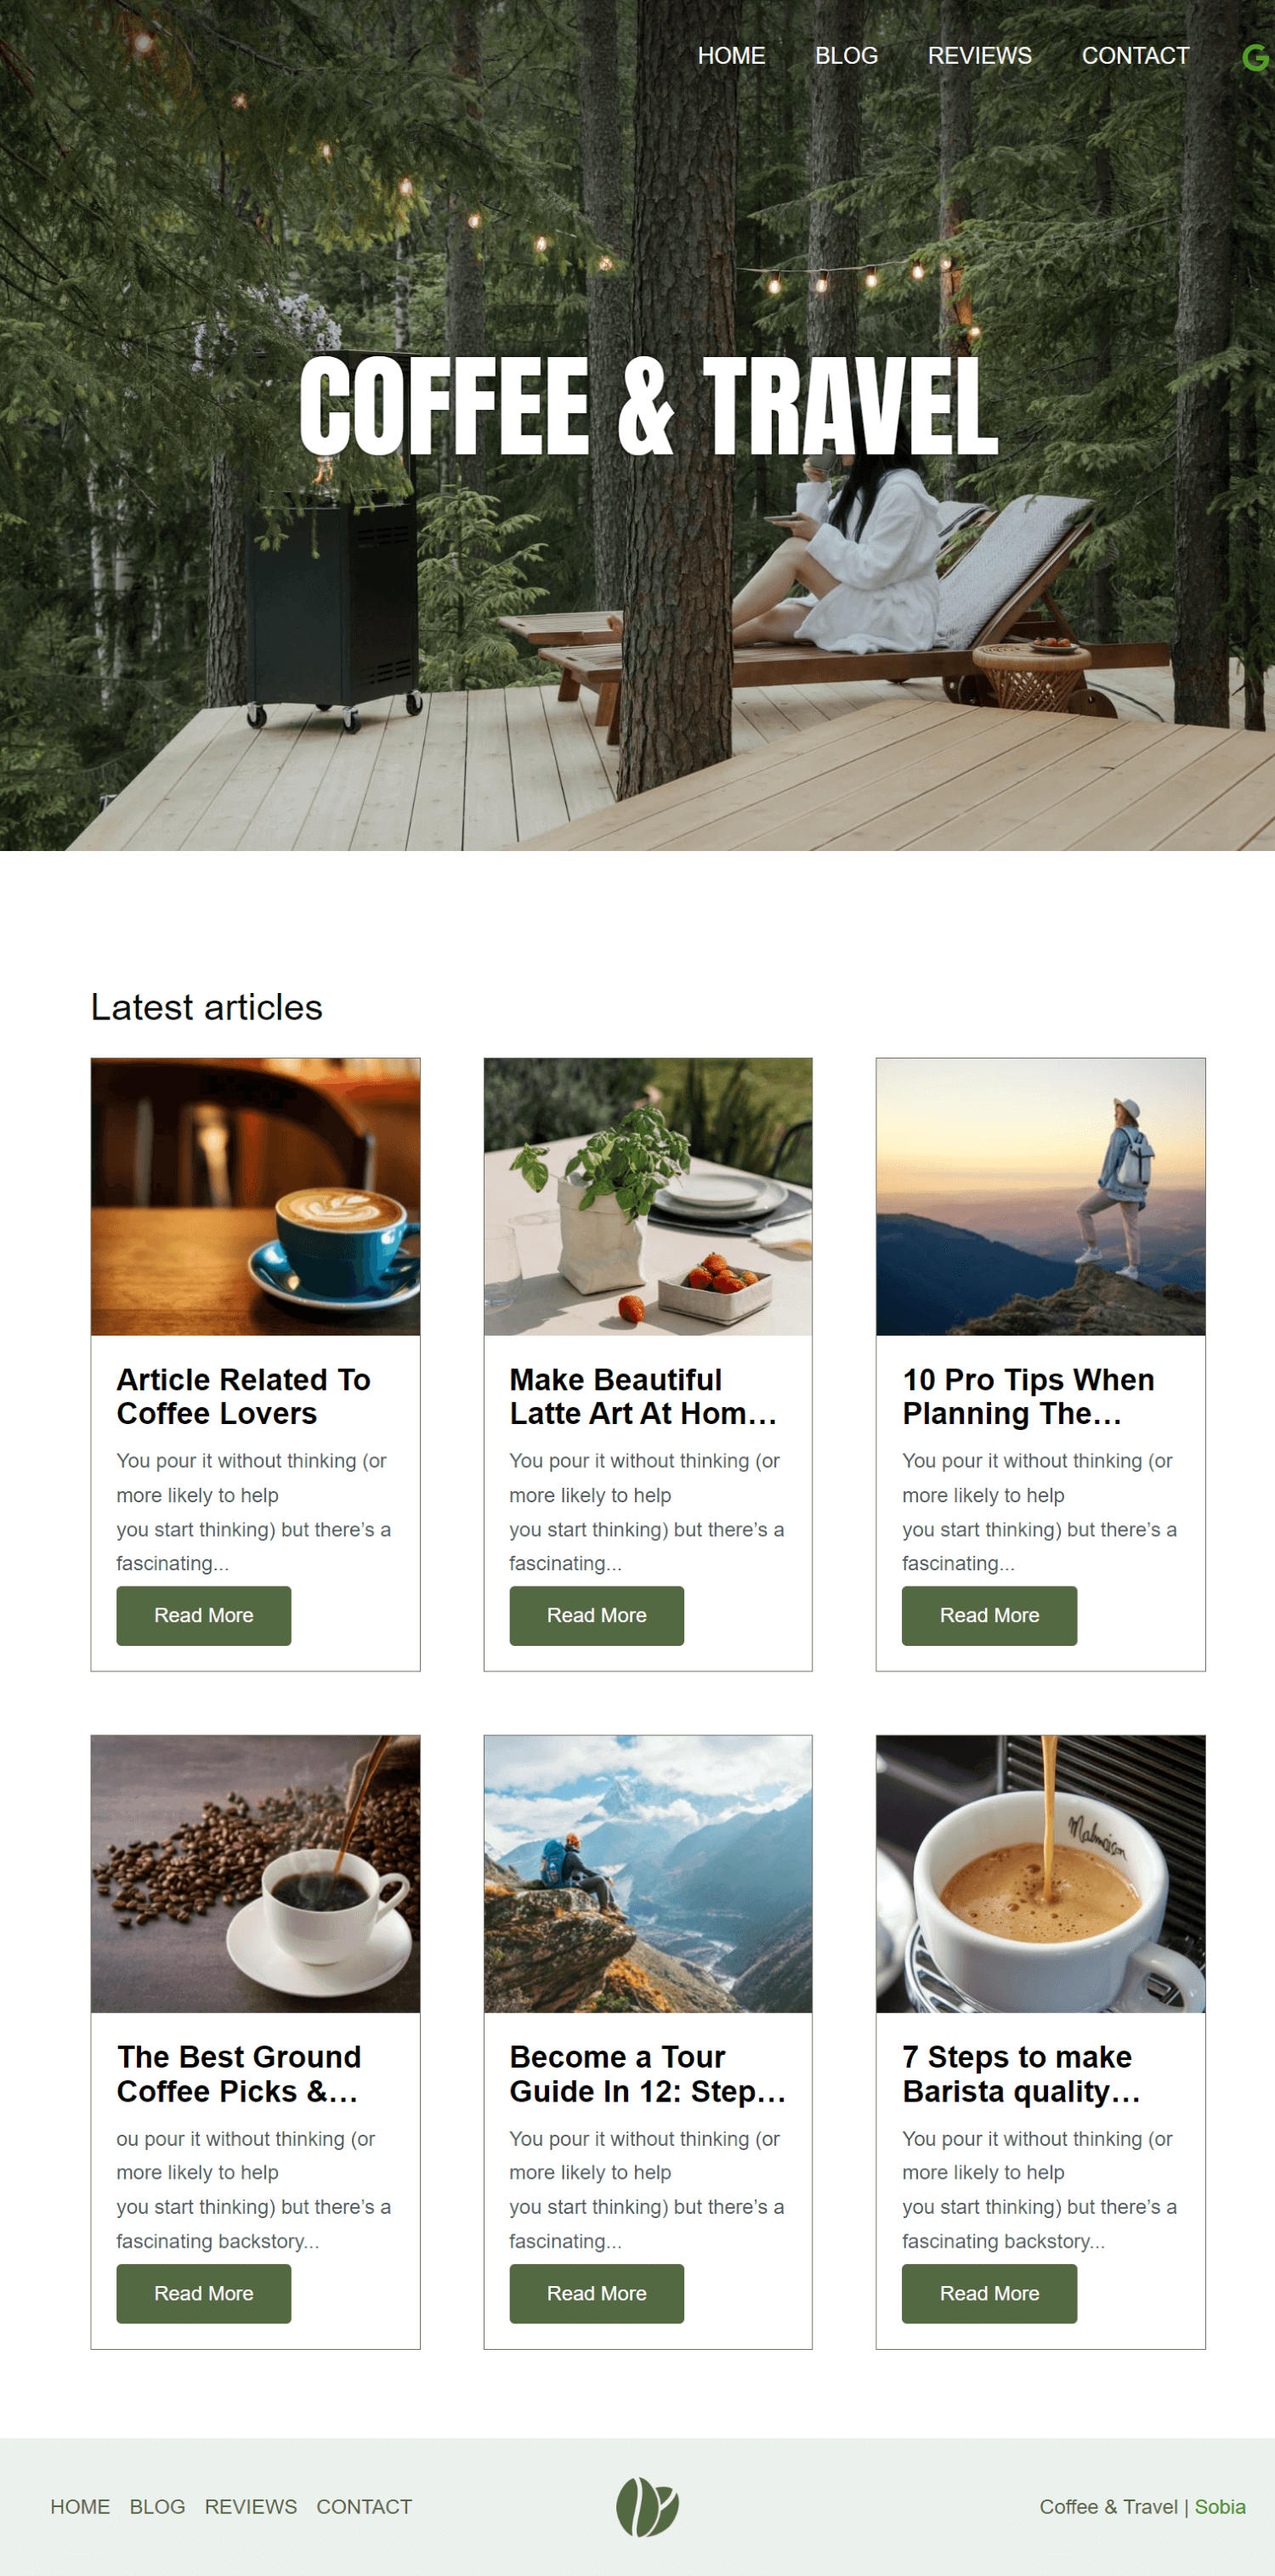 HOME BLOG REVIEWS CONTACT G
COFFEE & TRAVEL
Latest articles
Article Related To
Coffee Lovers
You pour it without thinking (or
more likely to help
you start thinking) but there’s a
fascinating...
Read More
Make Beautiful
Latte Art At Hom...
You pour it without thinking (or
more likely to help
you start thinking) but there’s a
fascinating...
Read More
10 Pro Tips When
Planning The...
You pour it without thinking (or
more likely to help
you start thinking) but there’s a
fascinating...
Read More
The Best Ground
Coffee Picks &...
ou pour it without thinking (or
more likely to help
you start thinking) but there’s a
fascinating backstory...
Read More
Become a Tour
Guide In 12: Step...
You pour it without thinking (or
more likely to help
you start thinking) but there’s a
fascinating...
Read More
Malmaison
7 Steps to make
Barista quality...
You pour it without thinking (or
more likely to help
you start thinking) but there’s a
fascinating backstory...
Read More
HOME BLOG REVIEWS CONTACT
Coffee & Travel | Sobia